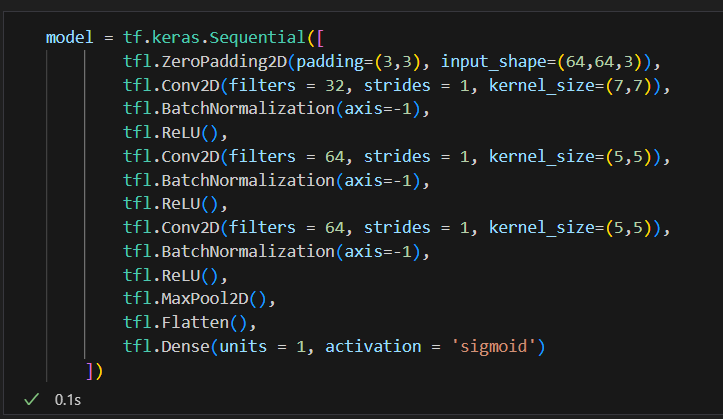 model = tf.keras.Sequential([
tfl.ZeroPadding2D(padding=(3,3), input_shape=(64,64,3)),
tfl.Conv2D(filters = 32, strides = 1, kernel_size=(7,7)),
tfl.BatchNormalization(axis=-1),
tfl.ReLU(),
tfl.Conv2D(filters = 64, strides = 1, kernel_size=(5,5)),
tfl.BatchNormalization(axis=-1),
tfl.ReLU(),
tfl.Conv2D(filters = 64, strides = 1, kernel_size=(5,5)),
tfl.BatchNormalization(axis=-1),
tfl.ReLU(),
tfl.MaxPool2D(),
tfl.Flatten(),
tfl.Dense(units = 1, activation = 'sigmoid')
])
0.1s